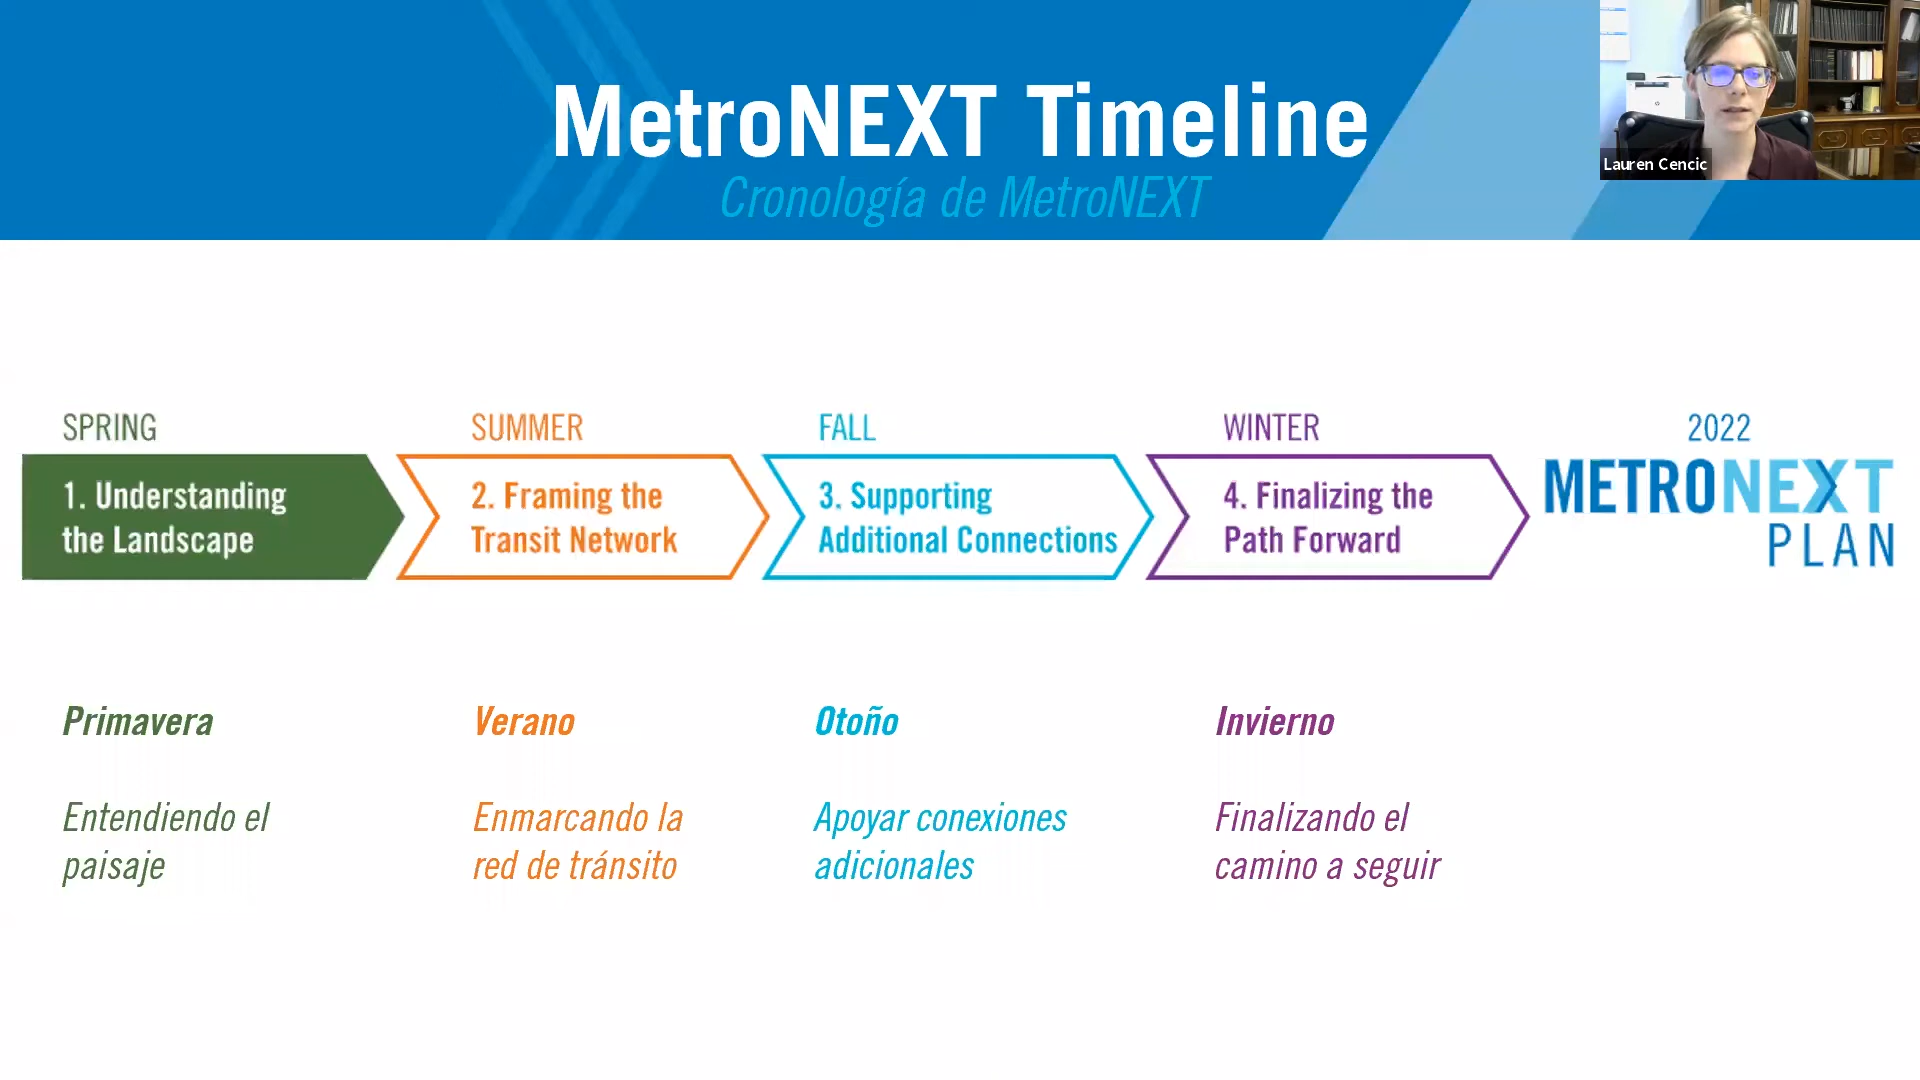 MetroNEXT Timeline
Cronología de MetroNEXT
Lauren Cencic
SPRING
1. Understanding
the Landscape
SUMMER
2. Framing the
Transit Network
FALL
3. Supporting
Additional Connections
WINTER
4. Finalizing the
Path Forward
2022
METRONEXT
PLAN
Primavera
Entendiendo el
paisaje
Verano
Enmarcando la
red de tránsito
Otoño
Apoyar conexiones
adicionales
Invierno
Finalizando el
camino a seguir